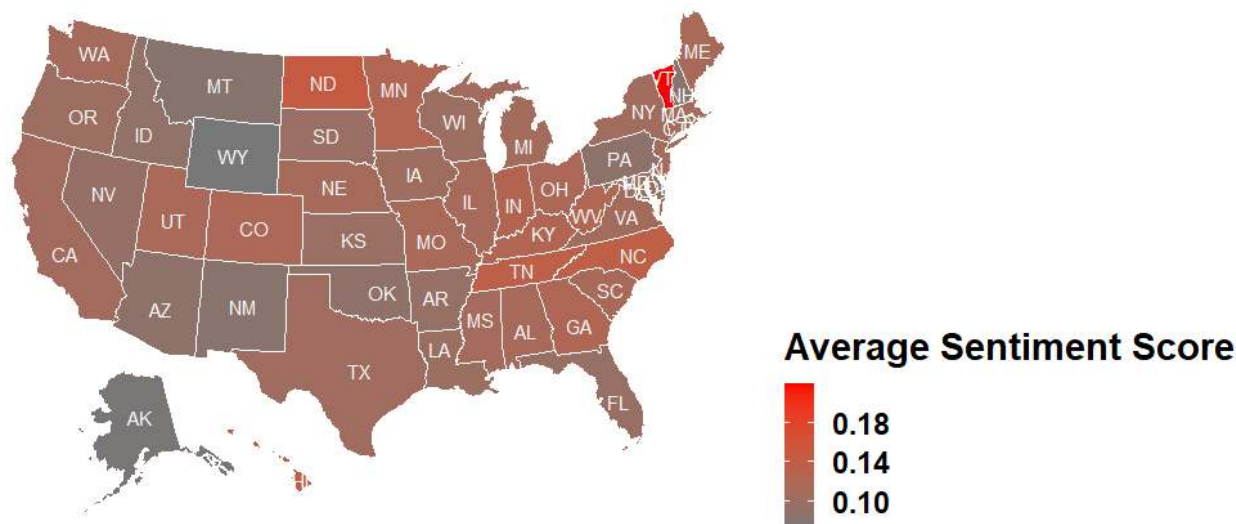 WA
ME
MT
ND
VT
MN
NH
OR
NY
MA
ID
SD
WI
CT
MI
WY
PA
IA
NE
NV
OH
IL
IN
UT
WV
CO
VA
KS
KY
MO
CA
NC
TN
OK
AR
SC
AZ
NM
MS
AL
GA
LA
TX
FL
AK
Average Sentiment Score
0.18
0.14
0.10